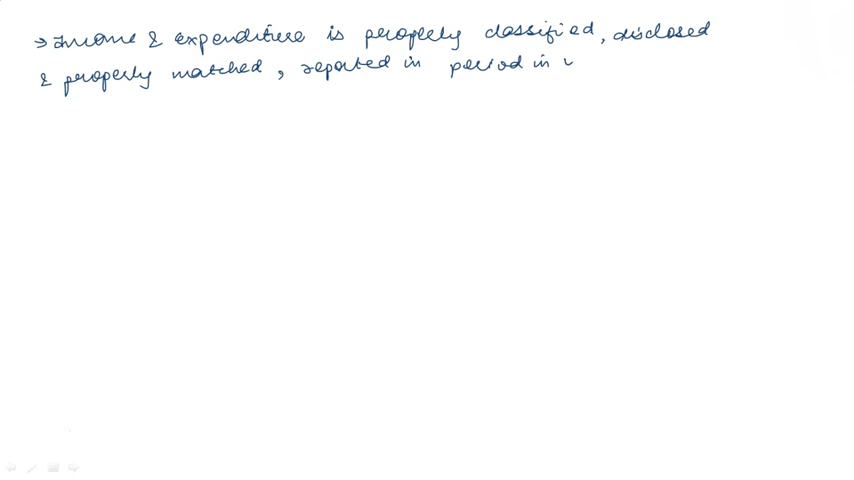 → Income & expenditure is properly classified, disclosed
& properly matched, reported in period in